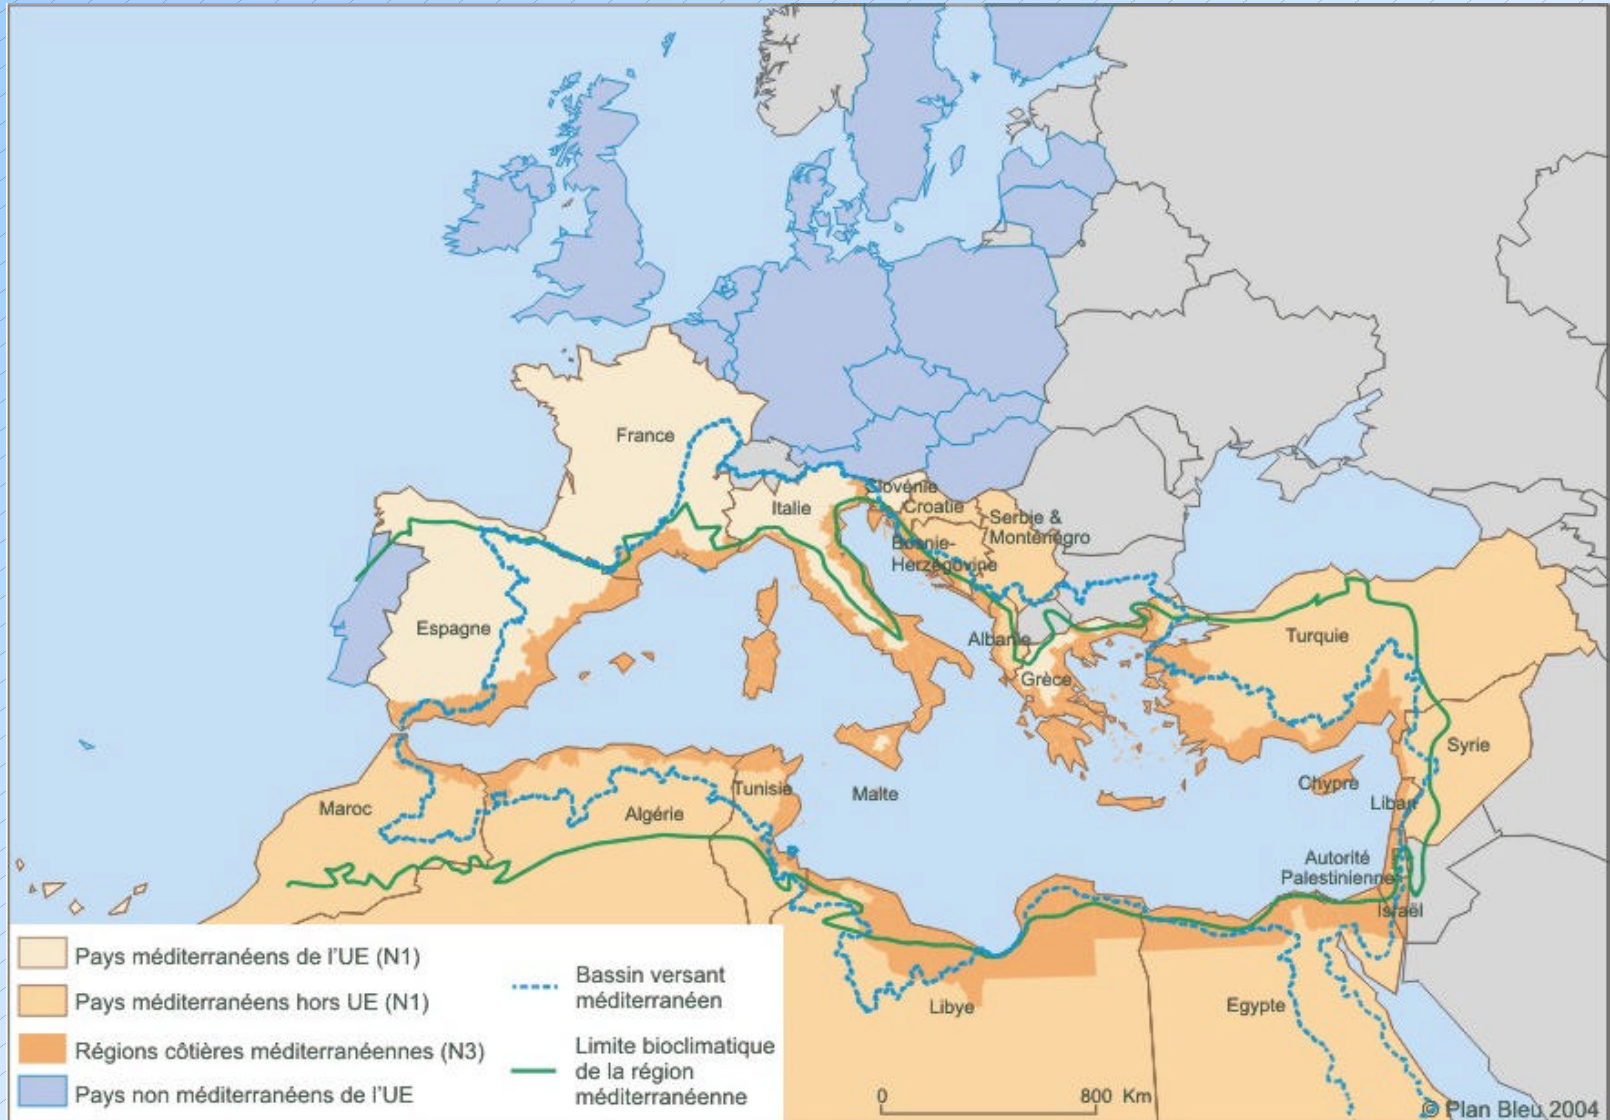 France
Slovénie
Italie
Croatie
Serbie &
Monténégro
Bosnie-
Herzégovine
Espagne
Albanie
Turquie
Grèce
Syrie
Chypre
Tunisie
Malte
Maroc
Algérie
Liban
Autorité
Palestinienne
Israël
Libye
Egypte
Pays méditerranéens de l'UE (N1)
Pays méditerranéens hors UE (N1)
Régions côtières méditerranéennes (N3)
Pays non méditerranéens de l'UE
Bassin versant
méditerranéen
Limite bioclimatique
de la région
méditerranéenne
0 800 Km
© Plan Bleu 2004